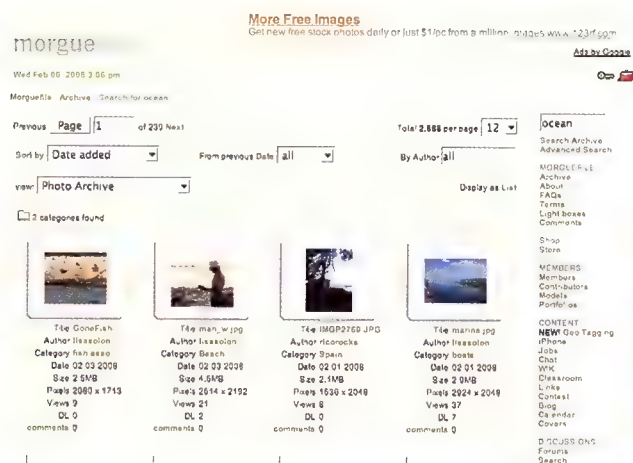 More Free Images
Get new free stock photos daily or just $1/pc from a million images www.123rf.com
morgue
Ads by Google
Wed Feb 06 2008 3:06 pm
Morguefile Archive Search for ocean
Previous Page 1 of 239 Next
Total 2,866 per page 12
Sort by Date added
From previous Date all
By Author all
view Photo Archive
Display as List
2 categories found
Title GoneFish
Author lisasolon
Category fish asso
Date 02 03 2008
Size 2.5MB
Pixels 2080 x 1713
Views 9
DL 0
comments 0
Title man_w.jpg
Author lisasolon
Category Beach
Date 02 03 2008
Size 4.6MB
Pixels 2614 x 2192
Views 21
DL 2
comments 0
Title IMGP2769.JPG
Author ricorocks
Category Spain
Date 02 01 2008
Size 2.1MB
Pixels 1536 x 2048
Views 8
DL 0
comments 0
Title marina.jpg
Category boats
Date 02 01 2008
Size 2.9MB
Pixels 2924 x 2048
Views 37
DL 7
comments 0
ocean
Search Archive
Advanced Search
MORGUEFILE
Archive
About
FAQs
Terms
Light boxes
Comments
Shop
Store
MEMBERS
Members
Contributors
Models
Portfolios
CONTENT
NEW! Geo Tagging
iPhone
Jobs
Chat
WIKI
Classroom
Links
Contest
Blog
Calendar
Covers
DISCUSSIONS
Forums
Search